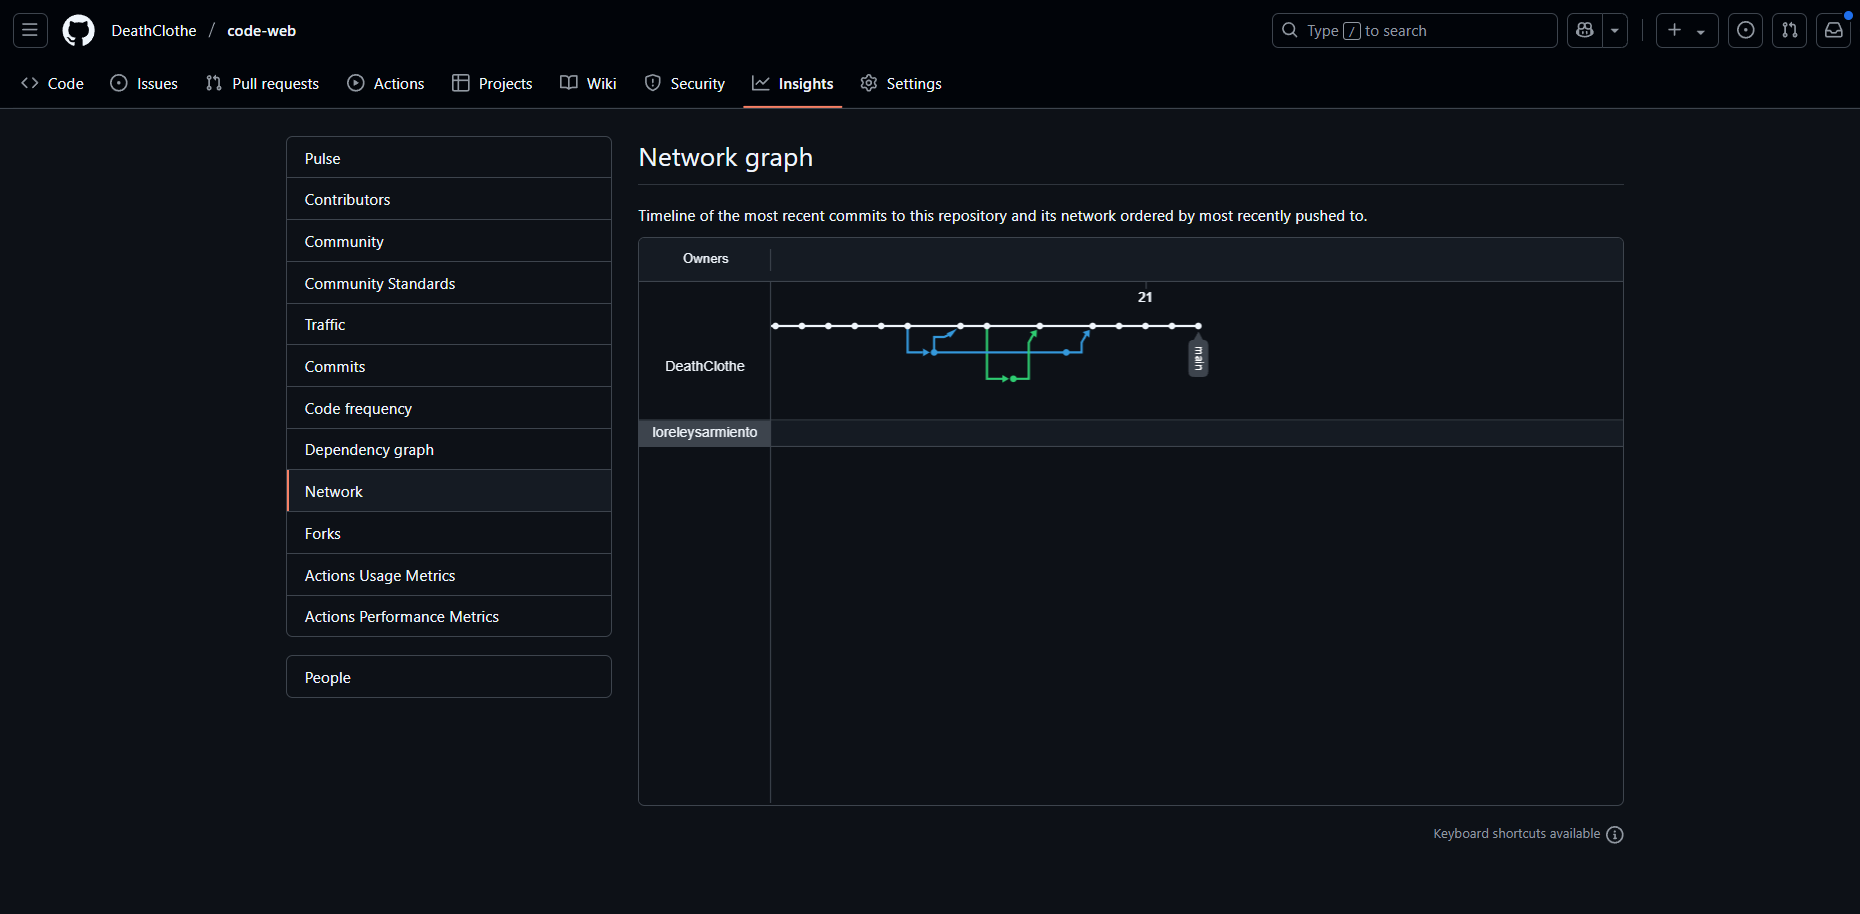 DeathClothe / code-web
Type / to search
Code Issues Pull requests Actions Projects Wiki Security Insights Settings
Pulse
Contributors
Community
Community Standards
Traffic
Commits
Code frequency
Dependency graph
Network
Forks
Actions Usage Metrics
Actions Performance Metrics
People
Network graph
Timeline of the most recent commits to this repository and its network ordered by most recently pushed to.
Owners
21
main
DeathClothe
loreleysarmiento
Keyboard shortcuts available